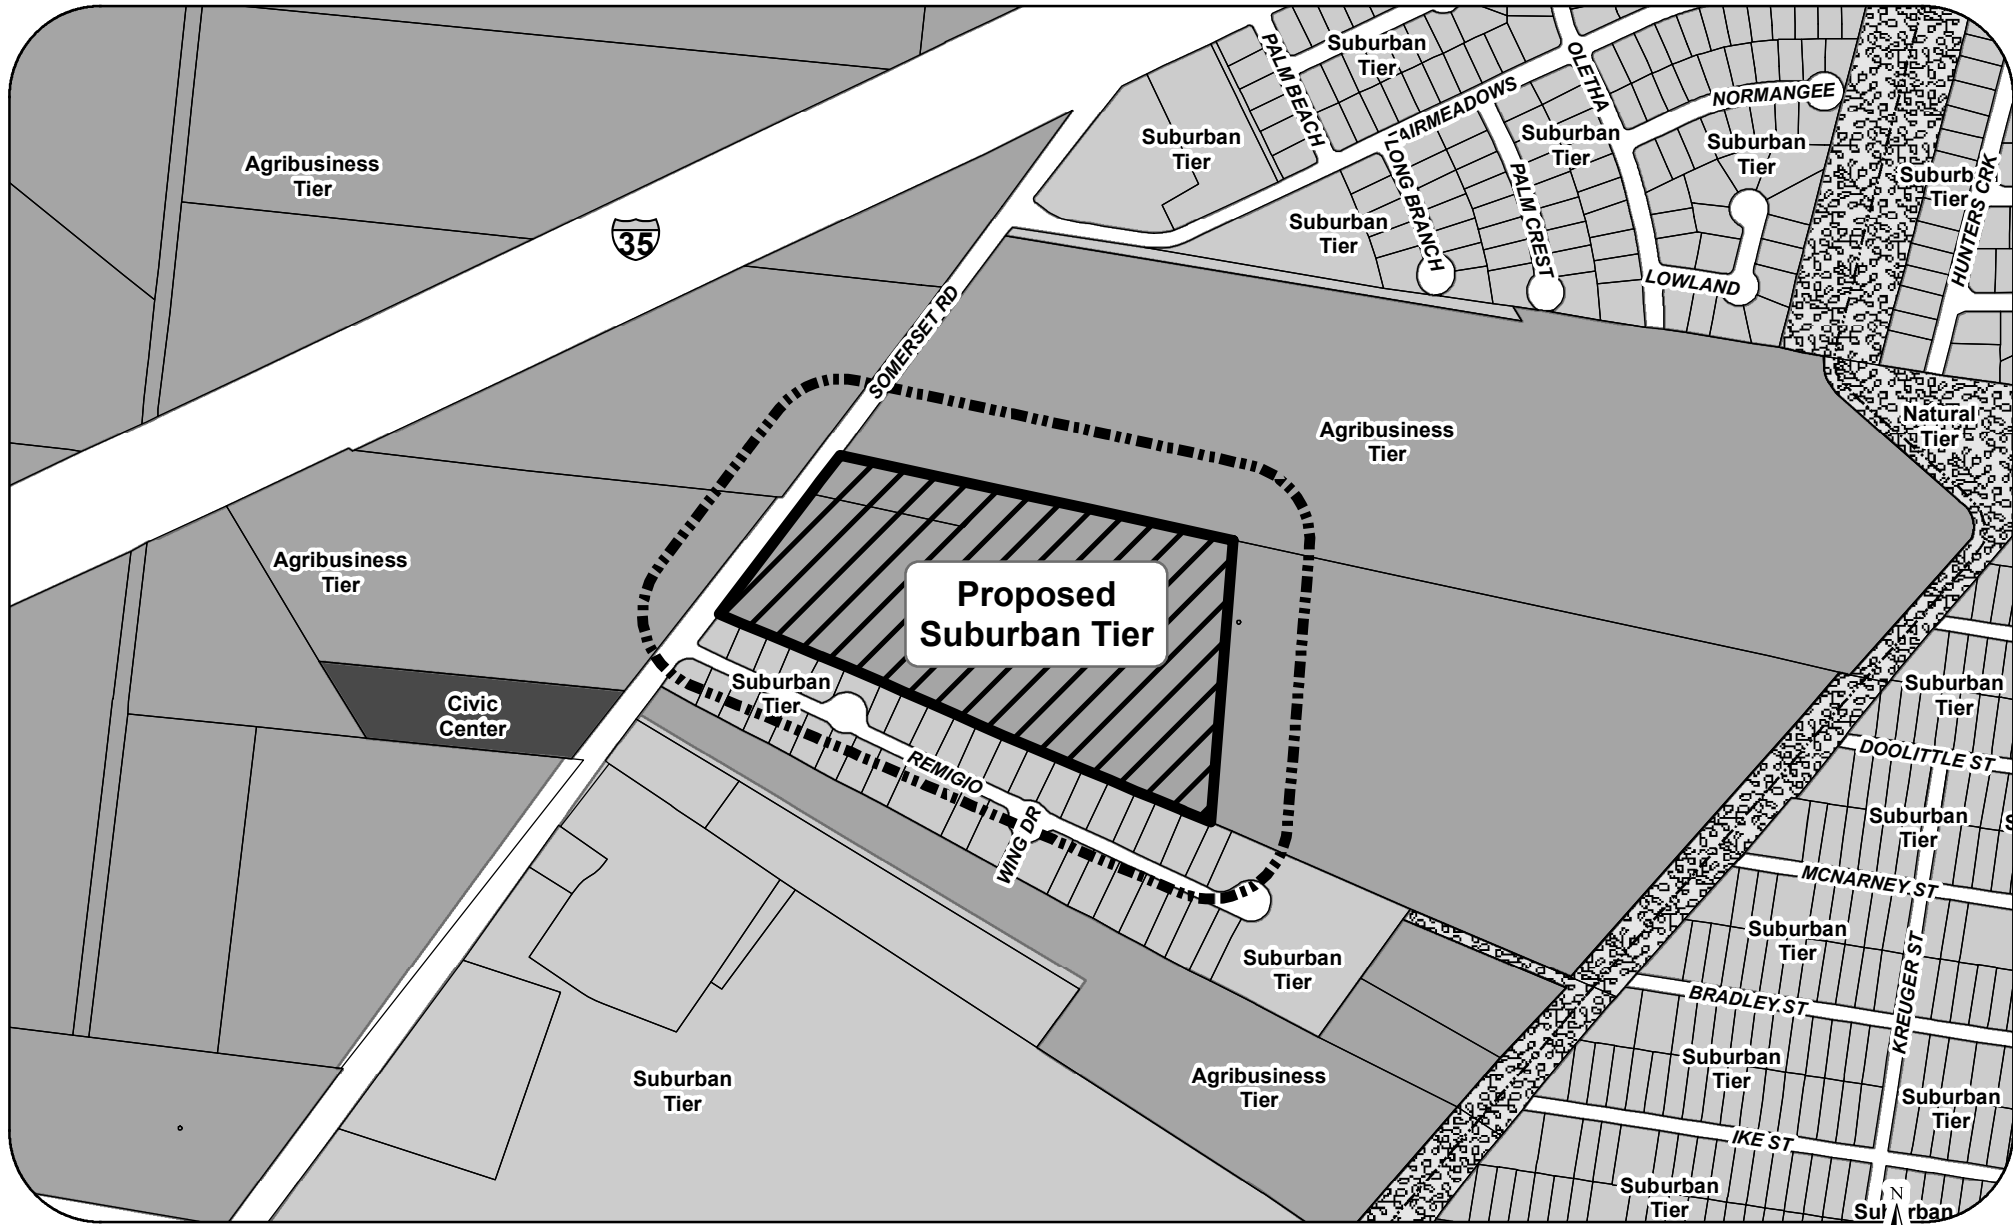 PALM BEACH
Suburban
Tier
OLETHA
NORMANGEE
AIRMEADOWS
Suburban
Tier
Suburban
Tier
Suburban
Tier
Agribusiness
Tier
LONG BRANCH
PALM CREST
Suburb
Tier
HUNTERS CRK
35
Suburban
Tier
LOWLAND
SOMERSET RD
Agribusiness
Tier
Natural
Tier
Agribusiness
Tier
Proposed
Suburban Tier
Suburban
Tier
Civic
Center
Suburban
Tier
REMIGIO
WING DR
DOOLITTLE ST
Suburban
Tier
S
MCNARNEY ST
Suburban
Tier
KREUGER ST
Suburban
Tier
BRADLEY ST
Suburban
Tier
Agribusiness
Tier
Suburban
Tier
Suburban
Tier
IKE ST
Suburban
Tier
N
Suburban